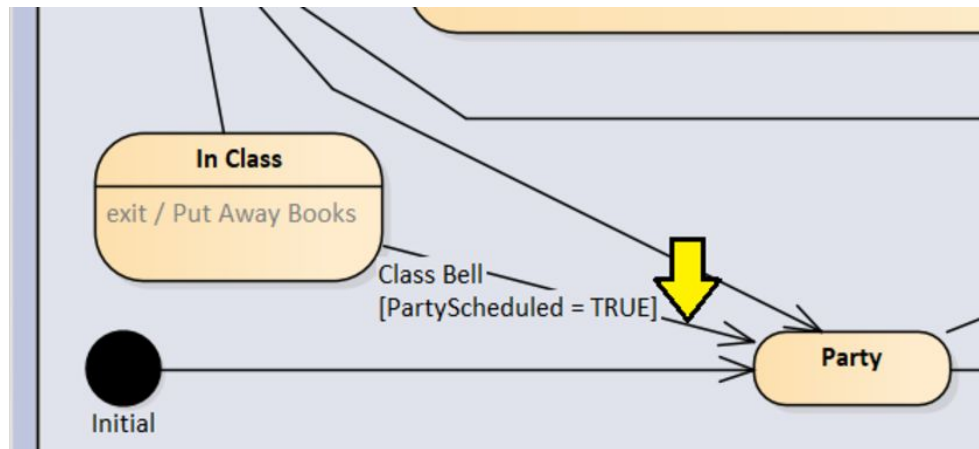 In Class
exit / Put Away Books
Class Bell
[PartyScheduled = TRUE]
Party
Initial